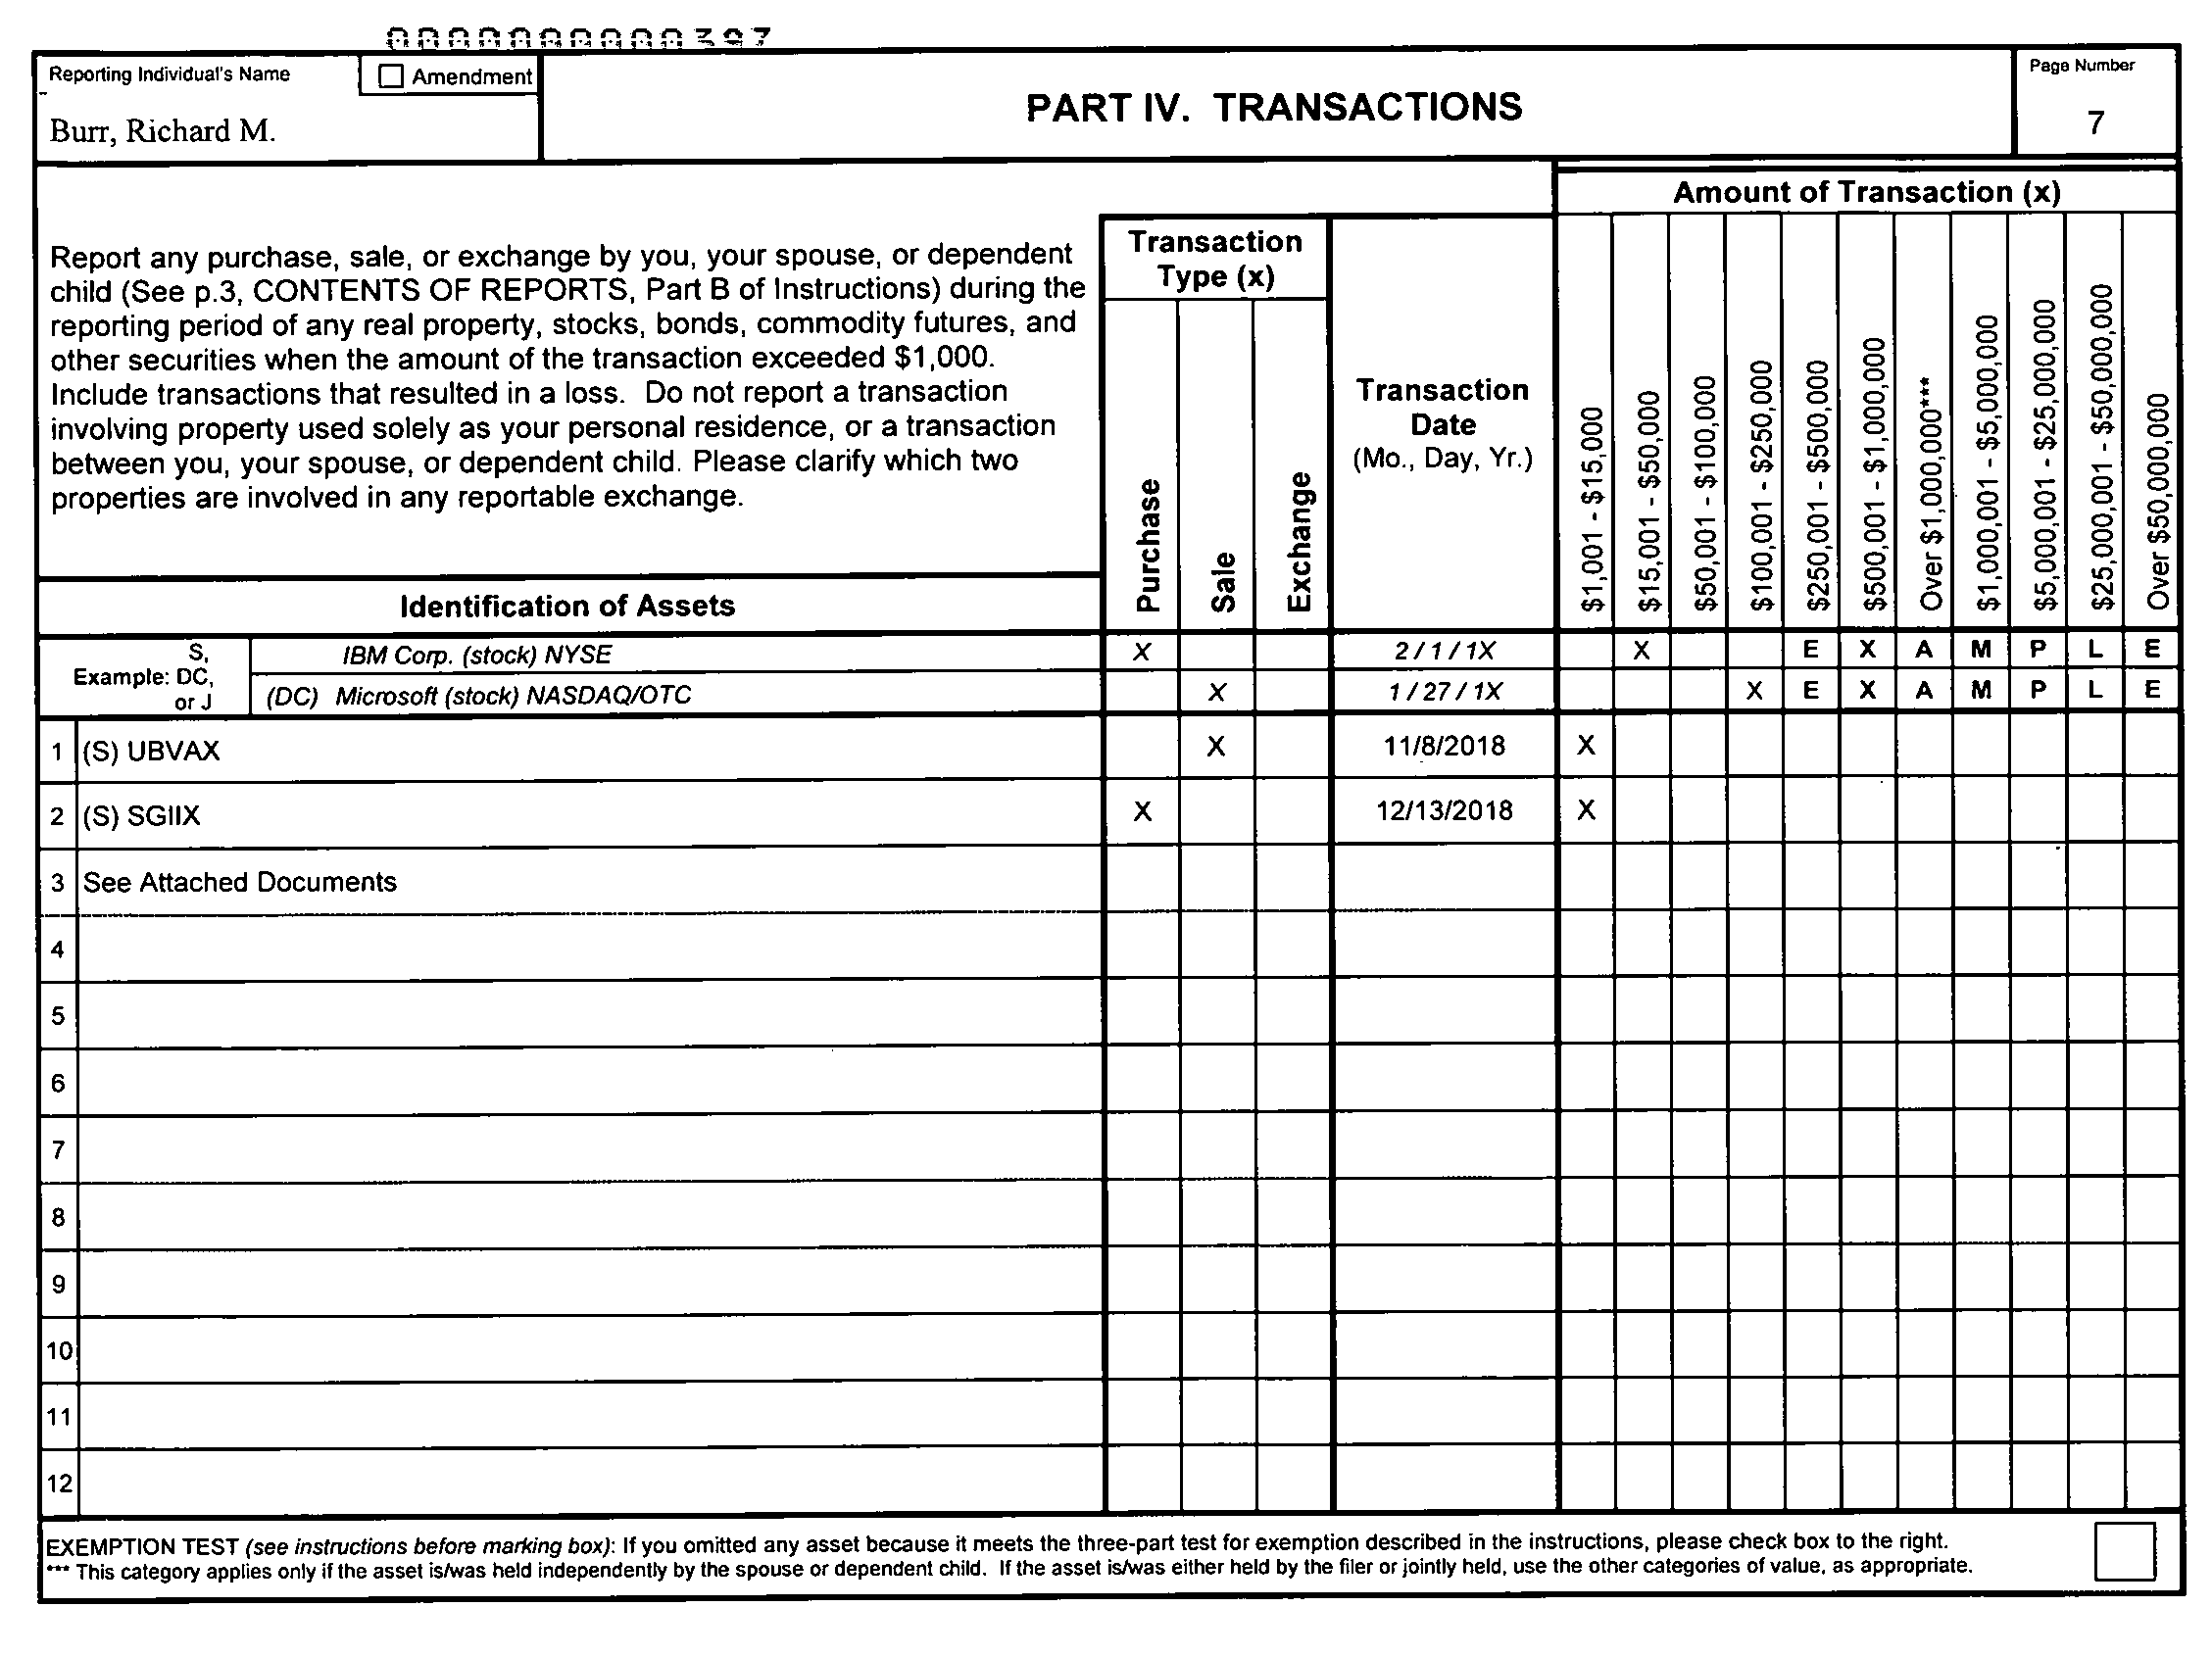 0000000000397
Reporting Individual's Name
Amendment
Burr, Richard M.
PART IV. TRANSACTIONS
Page Number
7
Report any purchase, sale, or exchange by you, your spouse, or dependent
child (See p.3, CONTENTS OF REPORTS, Part B of Instructions) during the
reporting period of any real property, stocks, bonds, commodity futures, and
other securities when the amount of the transaction exceeded $1,000.
Include transactions that resulted in a loss. Do not report a transaction
involving property used solely as your personal residence, or a transaction
between you, your spouse, or dependent child. Please clarify which two
properties are involved in any reportable exchange.
Identification of Assets
Transaction
Type (x)
Purchase
Sale
Exchange
Transaction
Date
(Mo., Day, Yr.)
Amount of Transaction (x)
$1,001 - $15,000
$15,001 - $50,000
$50,001 - $100,000
$100,001 - $250,000
$250,001 - $500,000
$500,001 - $1,000,000
Over $1,000,000***
$1,000,001 - $5,000,000
$5,000,001 - $25,000,000
$25,000,001 - $50,000,000
Over $50,000,000
Example: S, DC, or J
IBM Corp. (stock) NYSE X 2 / 1 / 1X X E X A M P L E
(DC) Microsoft (stock) NASDAQ/OTC X 1 / 27 / 1X X E X A M P L E
1 (S) UBVAX X 11/8/2018 X
2 (S) SGIIX X 12/13/2018 X
3 See Attached Documents
4
5
6
7
8
9
10
11
12
EXEMPTION TEST (see instructions before marking box): If you omitted any asset because it meets the three-part test for exemption described in the instructions, please check box to the right.
*** This category applies only if the asset is/was held independently by the spouse or dependent child. If the asset is/was either held by the filer or jointly held, use the other categories of value, as appropriate.